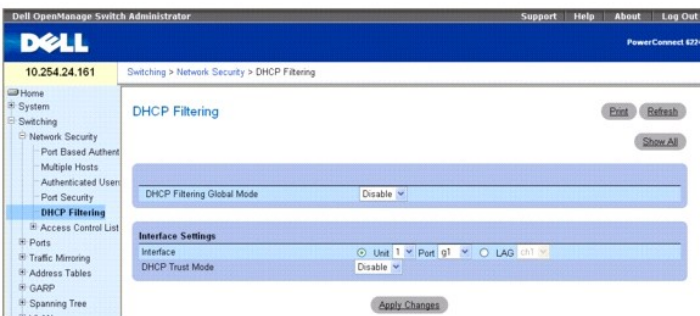 Dell OpenManage Switch Administrator Support Help About Log Out
DELL
PowerConnect 622
10.254.24.161
Switching > Network Security > DHCP Filtering
Home
System
Switching
Network Security
Port Based Authent
Multiple Hosts
Authenticated User
Port Security
DHCP Filtering
Access Control List
Ports
Traffic Mirroring
Address Tables
GARP
Spanning Tree
DHCP Filtering
Print Refresh
Show All
DHCP Filtering Global Mode Disable
Interface Settings
Interface Unit 1 Port g1 LAG ch1
DHCP Trust Mode Disable
Apply Changes